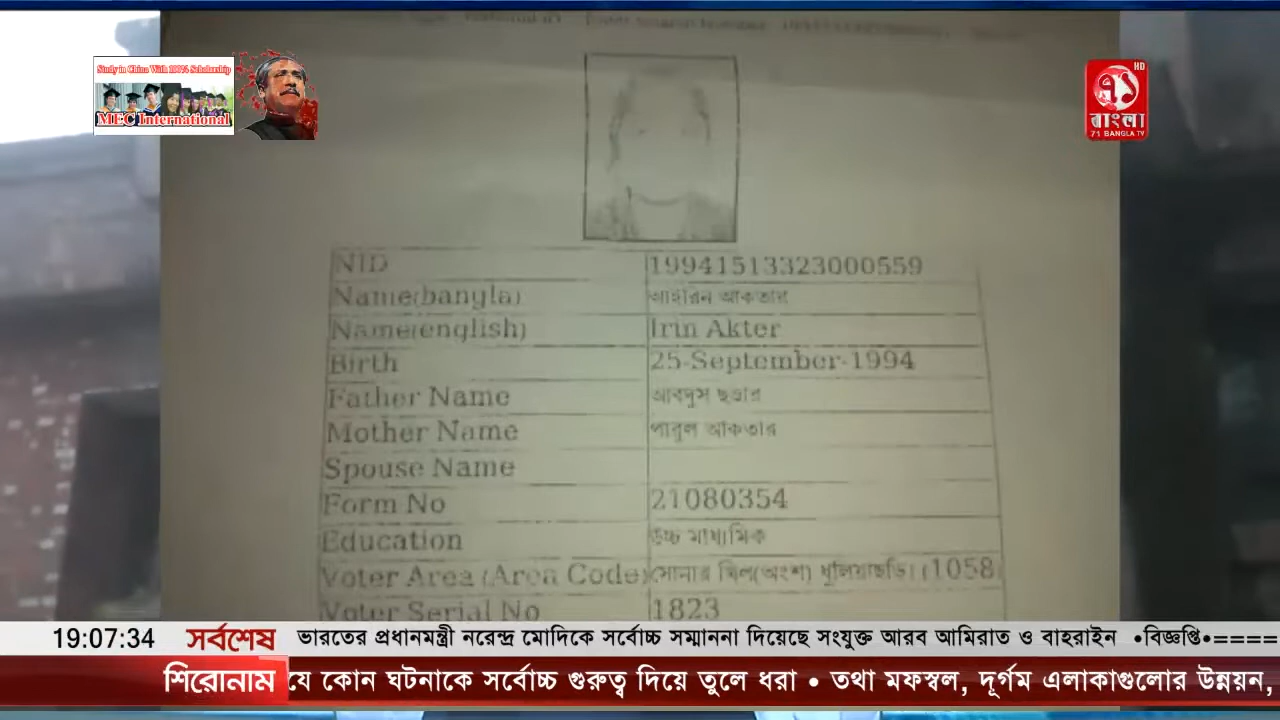 Study in China With 100% Scholarship
MEC International
HD
৭১
বাংলা
71 BANGLA TV
NID 19941513323000559
Name(bangla) আইরিন আকতার
Name(english) Irin Akter
Birth 25-September-1994
Father Name আবদুস ছত্তার
Mother Name পারুল আকতার
Spouse Name
Form No 21080354
Education উচ্চ মাধ্যমিক
Voter Area (Area Code) সোনার খিল(অংশ) ধুলিয়াছড়ি (1058)
Voter Serial No 1823
19:07:34 সর্বশেষ ভারতের প্রধানমন্ত্রী নরেন্দ্র মোদিকে সর্বোচ্চ সম্মাননা দিয়েছে সংযুক্ত আরব আমিরাত ও বাহরাইন •বিজ্ঞপ্তি•====
শিরোনাম যে কোন ঘটনাকে সর্বোচ্চ গুরুত্ব দিয়ে তুলে ধরা • তথা মফস্বল, দূর্গম এলাকাগুলোর উন্নয়ন,